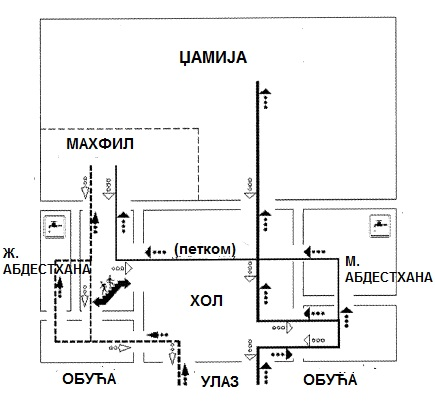 ЏАМИЈА
МАХФИЛ
(петком)
Ж.
АБДЕСТХАНА
М.
АБДЕСТХАНА
ХОЛ
ОБУЋА
УЛАЗ
ОБУЋА